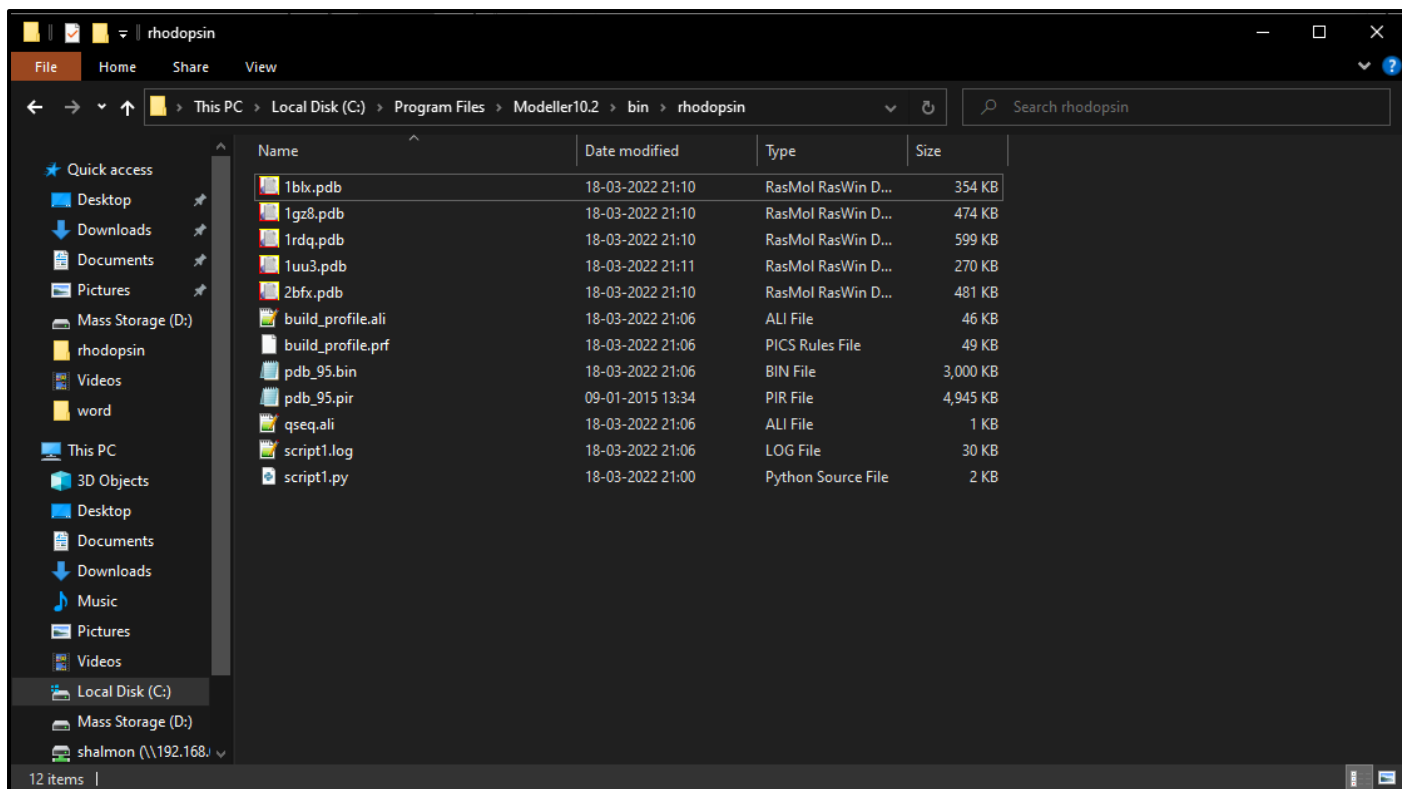 rhodopsin
File Home Share View
This PC > Local Disk (C:) > Program Files > Modeller10.2 > bin > rhodopsin
Search rhodopsin
Quick access
Desktop
Downloads
Documents
Pictures
Mass Storage (D:)
rhodopsin
Videos
word
This PC
3D Objects
Desktop
Documents
Downloads
Music
Pictures
Videos
Local Disk (C:)
Mass Storage (D:)
shalmon (\\192.168.
Name Date modified Type Size
1blx.pdb 18-03-2022 21:10 RasMol RasWin D... 354 KB
1gz8.pdb 18-03-2022 21:10 RasMol RasWin D... 474 KB
1rdq.pdb 18-03-2022 21:10 RasMol RasWin D... 599 KB
1uu3.pdb 18-03-2022 21:11 RasMol RasWin D... 270 KB
2bfx.pdb 18-03-2022 21:10 RasMol RasWin D... 481 KB
build_profile.ali 18-03-2022 21:06 ALI File 46 KB
build_profile.prf 18-03-2022 21:06 PICS Rules File 49 KB
pdb_95.bin 18-03-2022 21:06 BIN File 3,000 KB
pdb_95.pir 09-01-2015 13:34 PIR File 4,945 KB
qseq.ali 18-03-2022 21:06 ALI File 1 KB
script1.log 18-03-2022 21:06 LOG File 30 KB
script1.py 18-03-2022 21:00 Python Source File 2 KB
12 items